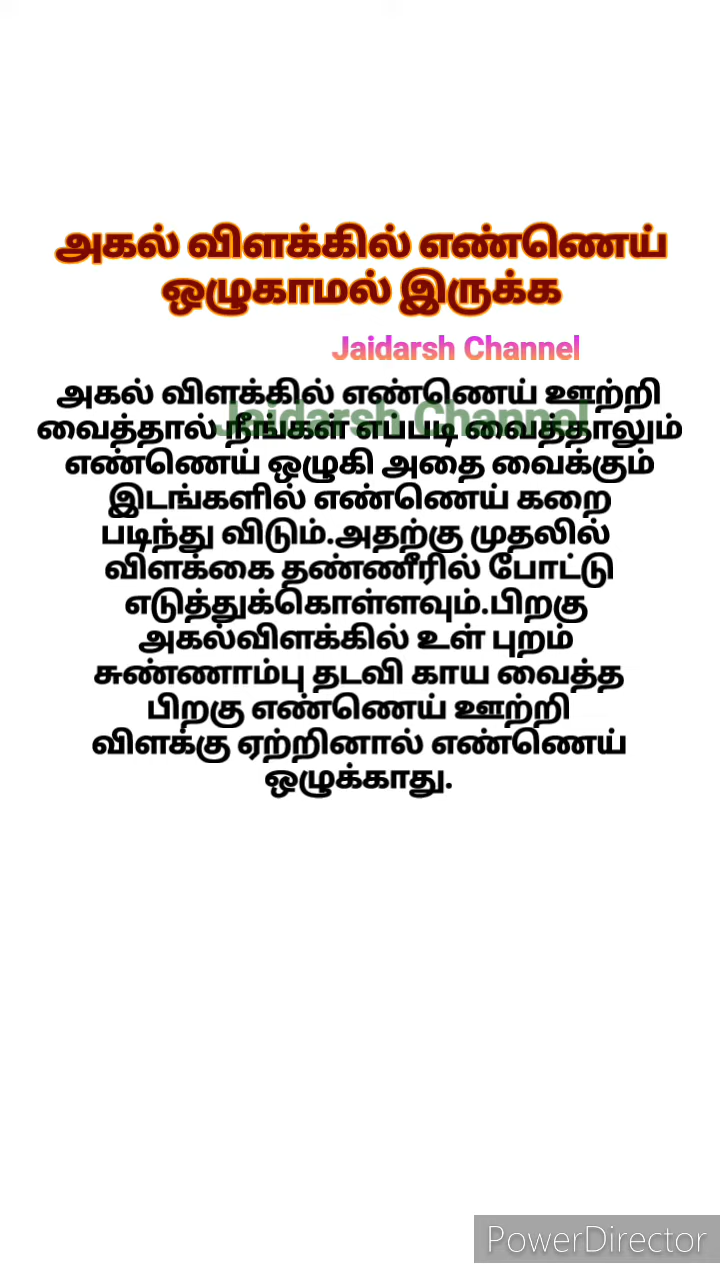 அகல் விளக்கில் எண்ணெய்
ஒழுகாமல் இருக்க
Jaidarsh Channel
அகல் விளக்கில் எண்ணெய் ஊற்றி
Jaidarsh Channel
வைத்தால் நீங்கள் எப்படி வைத்தாலும்
எண்ணெய் ஒழுகி அதை வைக்கும்
இடங்களில் எண்ணெய் கறை
படிந்து விடும்.அதற்கு முதலில்
விளக்கை தண்ணீரில் போட்டு
எடுத்துக்கொள்ளவும்.பிறகு
அகல்விளக்கில் உள் புறம்
சுண்ணாம்பு தடவி காய வைத்த
பிறகு எண்ணெய் ஊற்றி
விளக்கு ஏற்றினால் எண்ணெய்
ஒழுக்காது.
PowerDirector